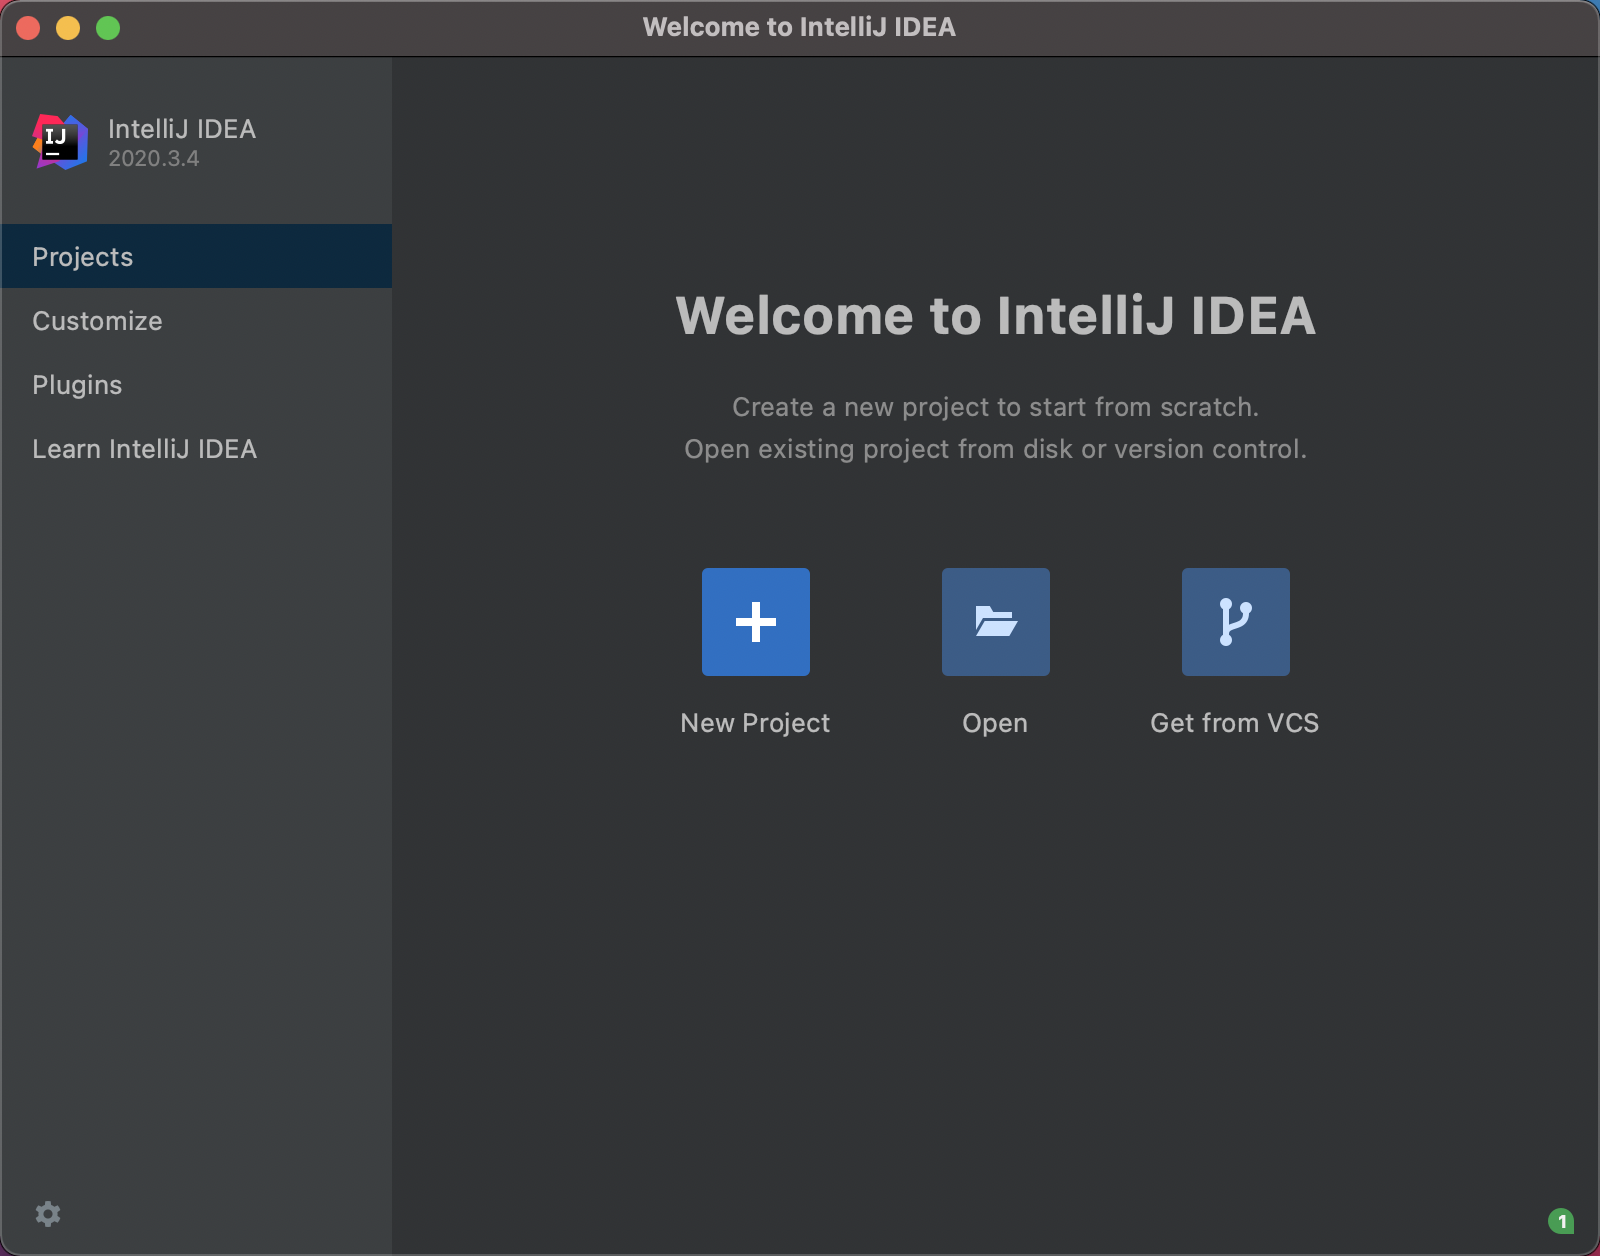 Welcome to IntelliJ IDEA
IJ
IntelliJ IDEA
2020.3.4
Projects
Customize
Plugins
Learn IntelliJ IDEA
Welcome to IntelliJ IDEA
Create a new project to start from scratch.
Open existing project from disk or version control.
New Project
Open
Get from VCS
1